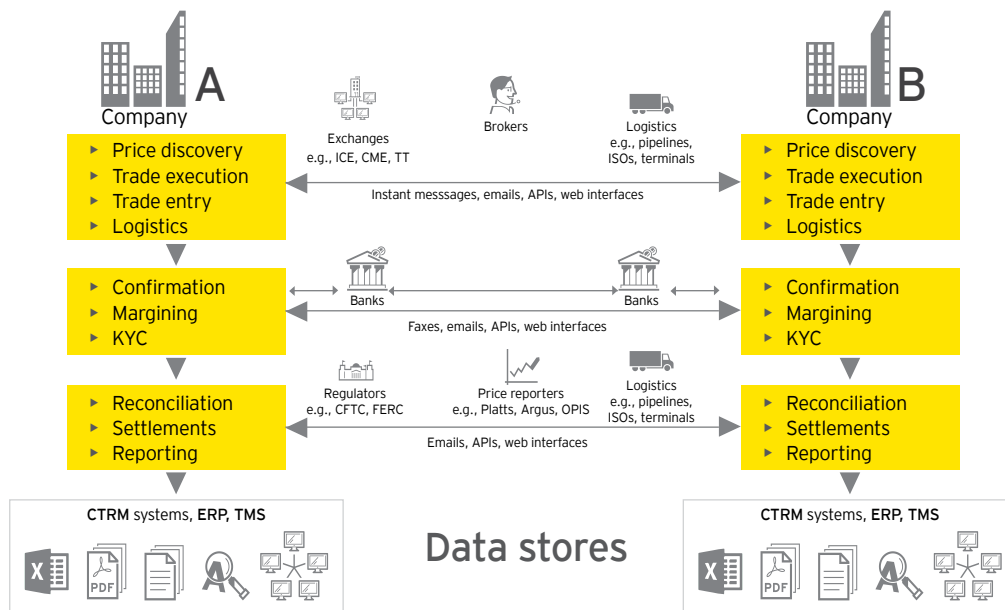 A
Company
B
Company
Exchanges
e.g., ICE, CME, TT
Brokers
Logistics
e.g., pipelines,
ISOs, terminals
Price discovery
Trade execution
Trade entry
Logistics
Instant messsages, emails, APIs, web interfaces
Price discovery
Trade execution
Trade entry
Logistics
Confirmation
Margining
KYC
Banks
Banks
Faxes, emails, APIs, web interfaces
Confirmation
Margining
KYC
Reconciliation
Settlements
Reporting
Regulators
e.g., CFTC, FERC
Price reporters
e.g., Platts, Argus, OPIS
Logistics
e.g., pipelines,
ISOs, terminals
Emails, APIs, web interfaces
Reconciliation
Settlements
Reporting
CTRM systems, ERP, TMS
X
PDF
A
Data stores
CTRM systems, ERP, TMS
X
PDF
A